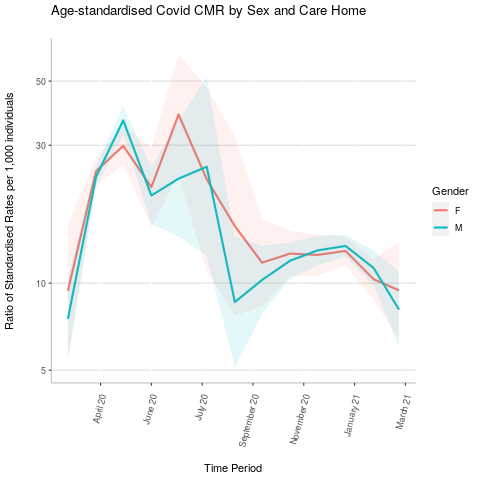 Age-standardised Covid CMR by Sex and Care Home
Ratio of Standardised Rates per 1,000 individuals
50
30
10
5
April 20
June 20
July 20
September 20
November 20
January 21
March 21
Time Period
Gender
F
M